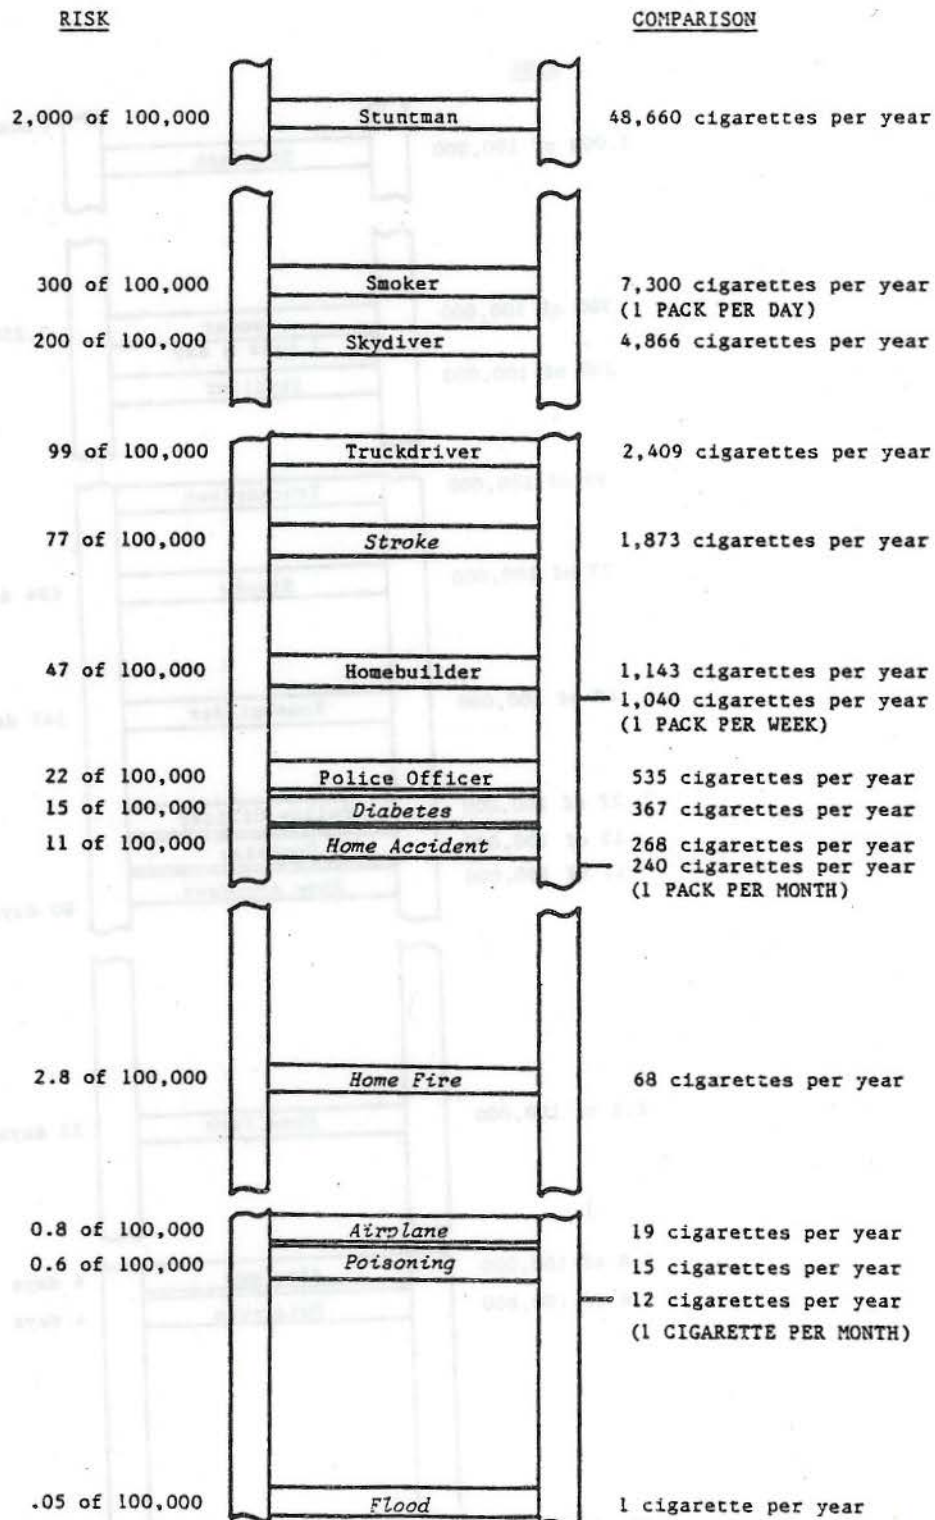 RISK COMPARISON
2,000 of 100,000 Stuntman 48,660 cigarettes per year
300 of 100,000 Smoker 7,300 cigarettes per year
(1 PACK PER DAY)
200 of 100,000 Skydiver 4,866 cigarettes per year
99 of 100,000 Truckdriver 2,409 cigarettes per year
77 of 100,000 Stroke 1,873 cigarettes per year
47 of 100,000 Homebuilder 1,143 cigarettes per year
1,040 cigarettes per year
(1 PACK PER WEEK)
22 of 100,000 Police Officer 535 cigarettes per year
15 of 100,000 Diabetes 367 cigarettes per year
11 of 100,000 Home Accident 268 cigarettes per year
240 cigarettes per year
(1 PACK PER MONTH)
2.8 of 100,000 Home Fire 68 cigarettes per year
0.8 of 100,000 Airplane 19 cigarettes per year
0.6 of 100,000 Poisoning 15 cigarettes per year
12 cigarettes per year
(1 CIGARETTE PER MONTH)
.05 of 100,000 Flood 1 cigarette per year